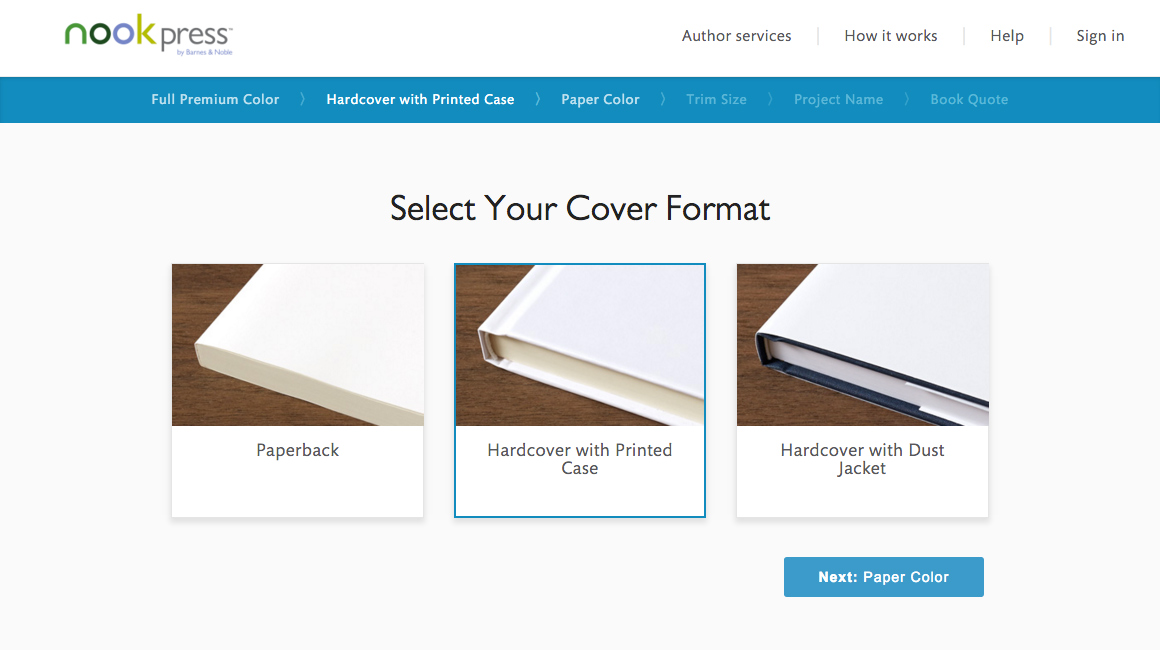 nook press™
by Barnes & Noble
Author services
How it works
Help
Sign in
Full Premium Color 〉 Hardcover with Printed Case 〉 Paper Color 〉 Trim Size 〉 Project Name 〉 Book Quote
Select Your Cover Format
Paperback
Hardcover with Printed
Case
Hardcover with Dust
Jacket
Next: Paper Color